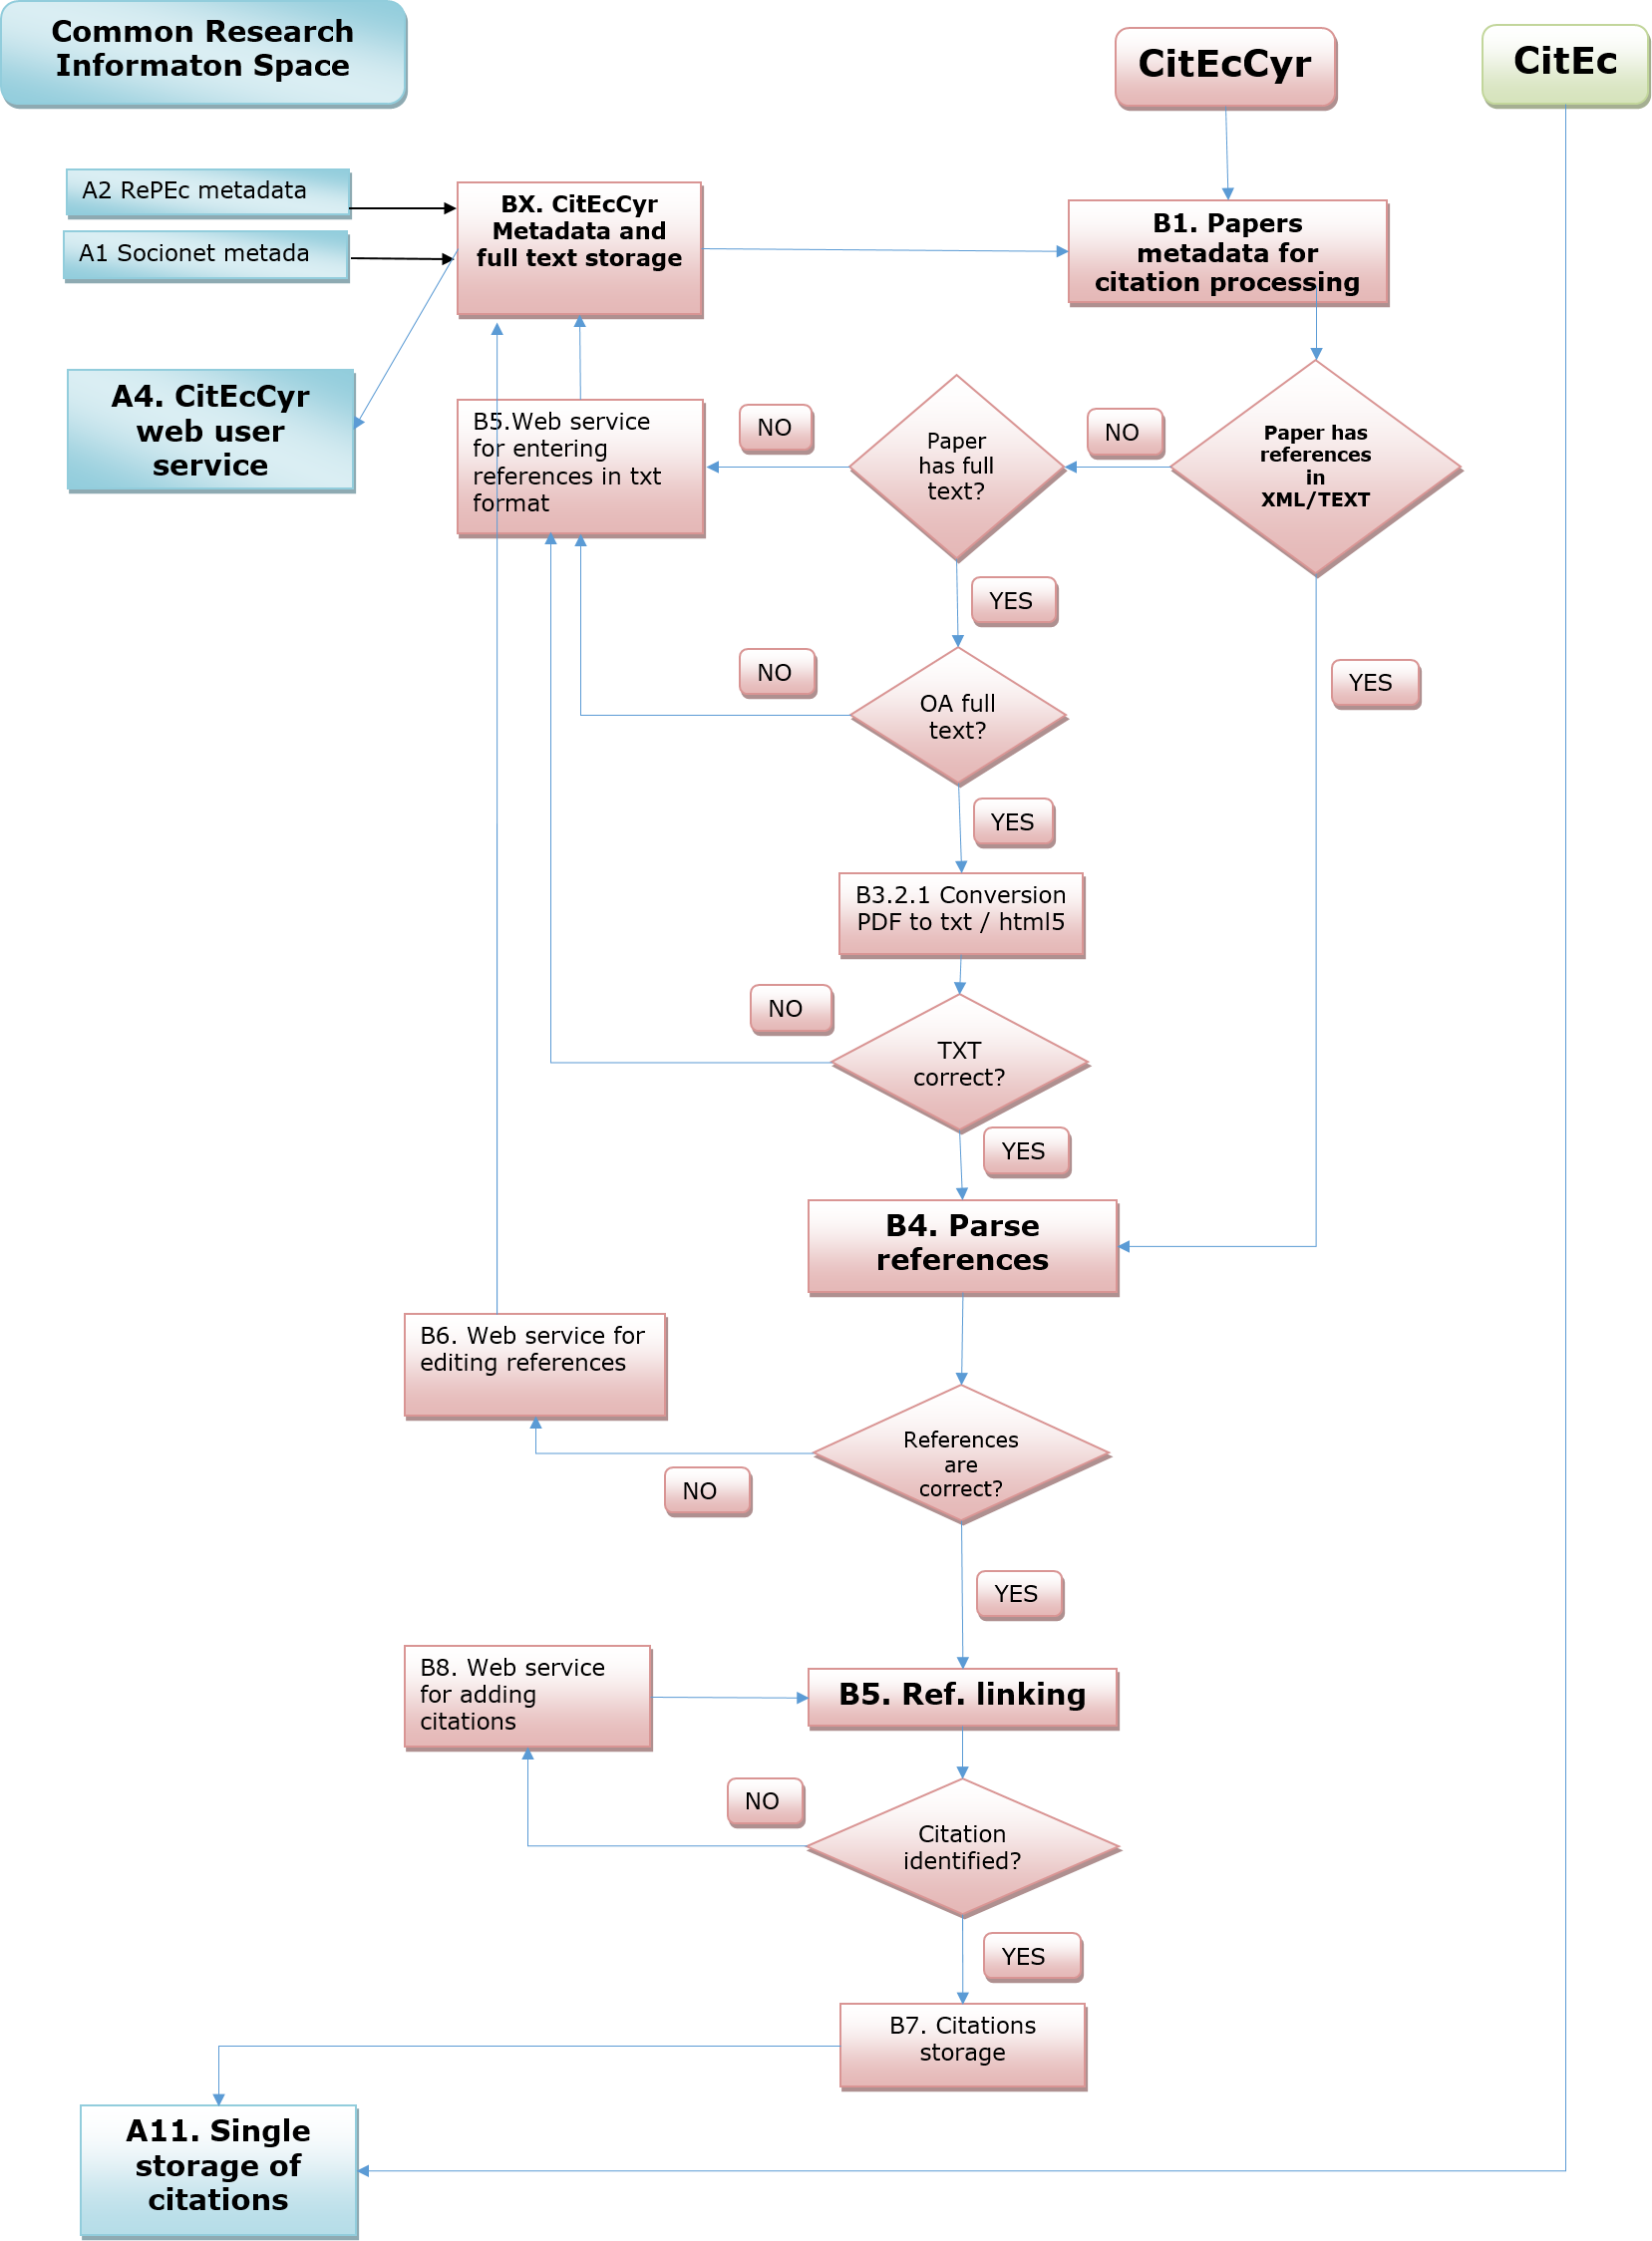 Common Research
Informaton Space
CitEcCyr
CitEc
A2 RePEc metadata
A1 Socionet metada
BX. CitEcCyr
Metadata and
full text storage
B1. Papers
metadata for
citation processing
A4. CitEcCyr
web user
service
B5.Web service
for entering
references in txt
format
NO
Paper
has full
text?
NO
Paper has
references
in
XML/TEXT
YES
NO
OA full
text?
YES
YES
B3.2.1 Conversion
PDF to txt / html5
NO
TXT
correct?
YES
B4. Parse
references
B6. Web service for
editing references
References
are
correct?
NO
YES
B8. Web service
for adding
citations
B5. Ref. linking
NO
Citation
identified?
YES
B7. Citations
storage
A11. Single
storage of
citations